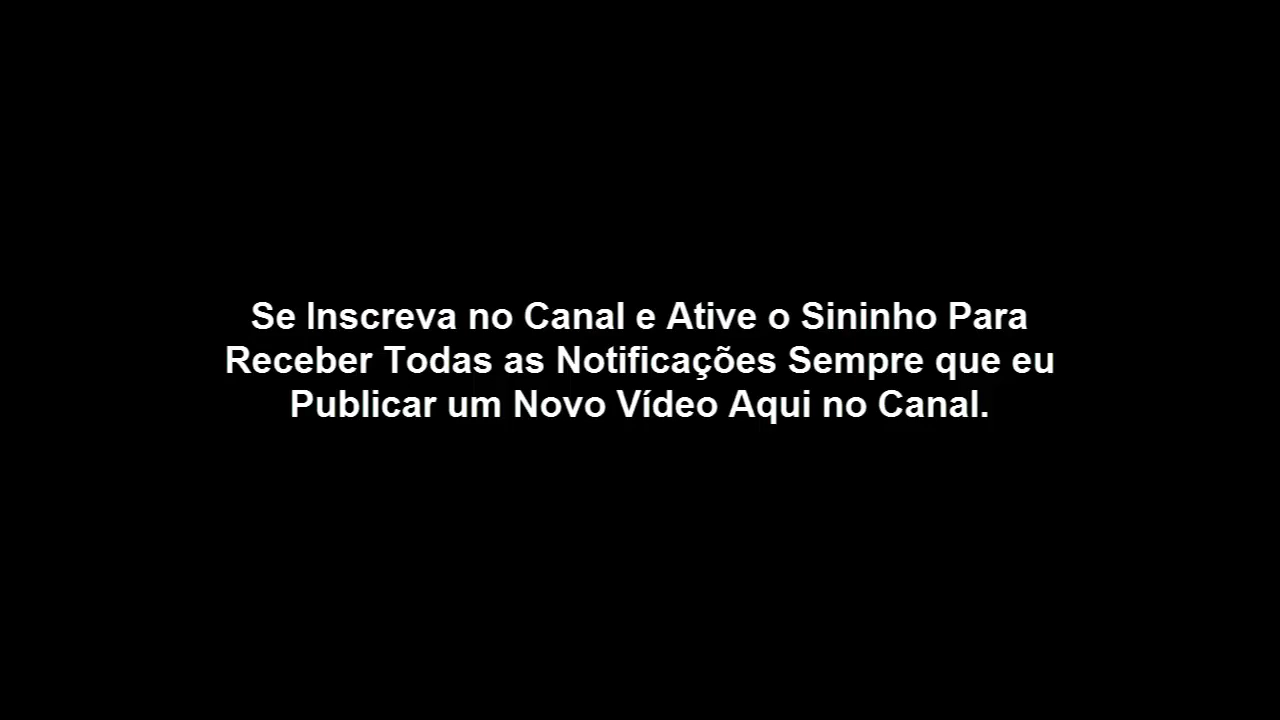 Se Inscreva no Canal e Ative o Sininho Para
Receber Todas as Notificações Sempre que eu
Publicar um Novo Vídeo Aqui no Canal.